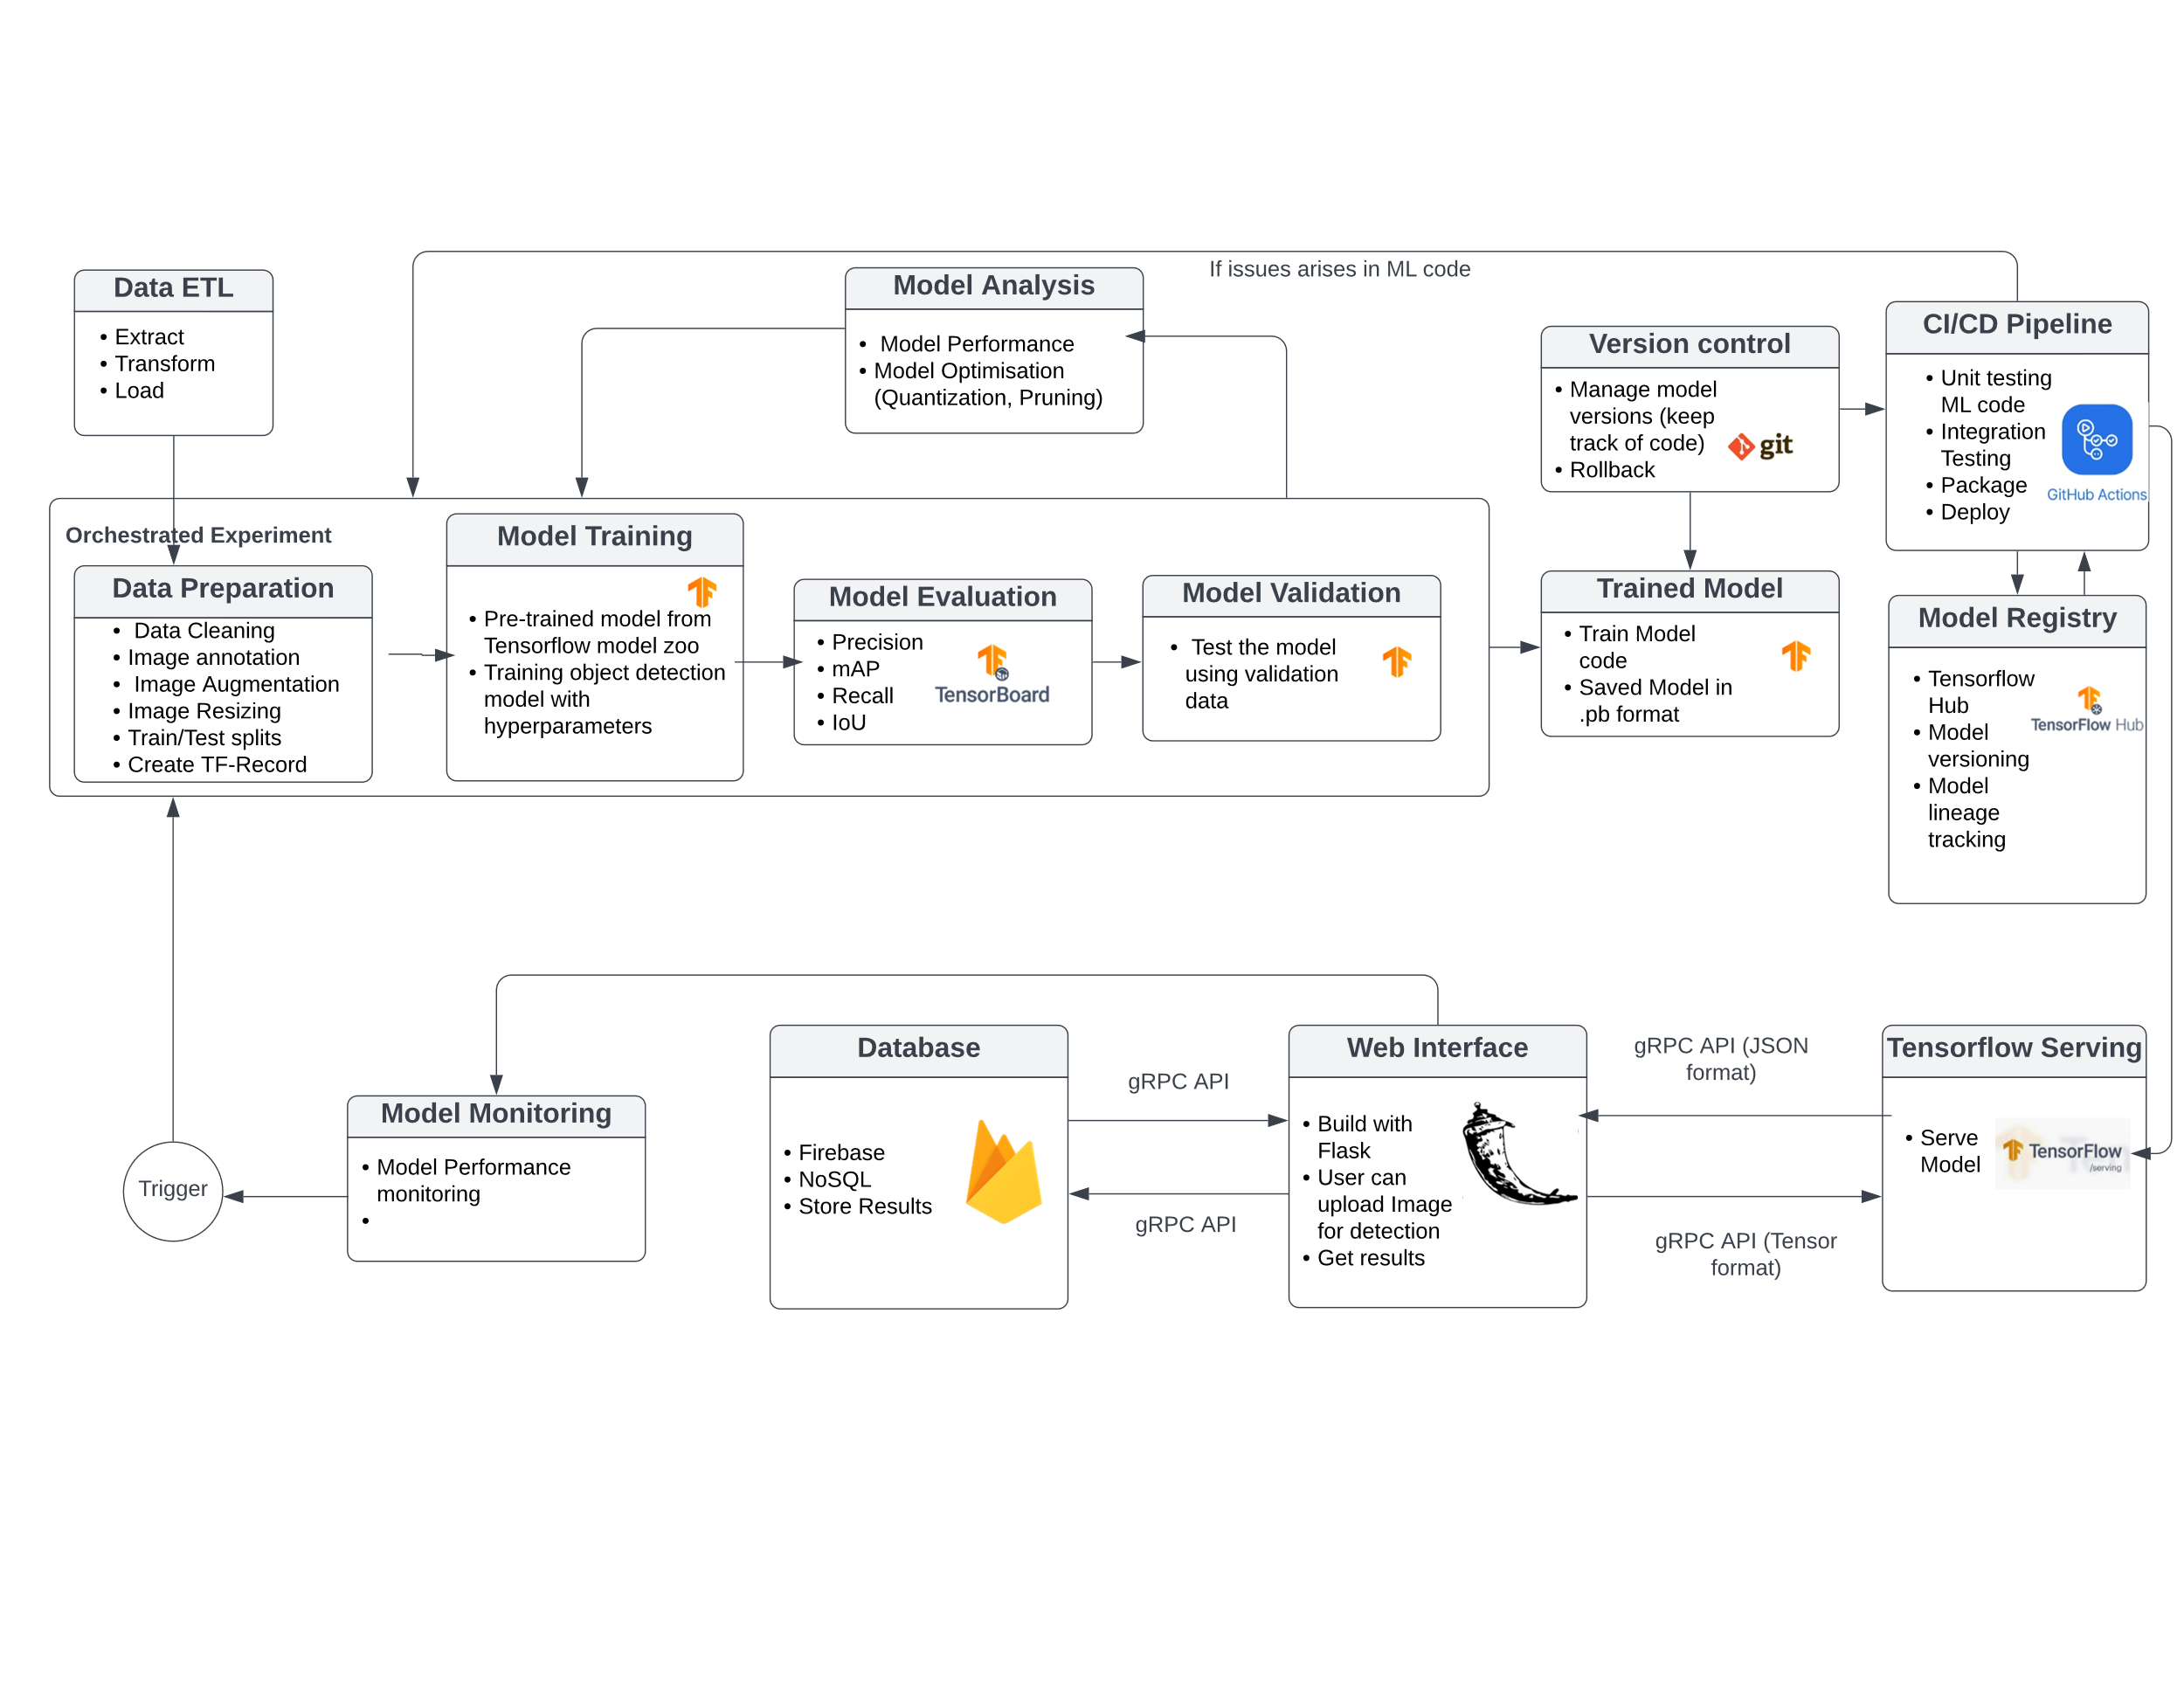 If issues arises in ML code
Data ETL
• Extract
• Transform
• Load
Model Analysis
• Model Performance
• Model Optimisation
(Quantization, Pruning)
Version control
• Manage model
versions (keep
track of code)
• Rollback
git
CI/CD Pipeline
• Unit testing
ML code
• Integration
Testing
• Package
• Deploy
GitHub Actions
Orchestrated Experiment
Data Preparation
• Data Cleaning
• Image annotation
• Image Augmentation
• Image Resizing
• Train/Test splits
• Create TF-Record
Model Training
• Pre-trained model from
Tensorflow model zoo
• Training object detection
model with
hyperparameters
Model Evaluation
• Precision
• mAP
• Recall
• IoU
TensorBoard
Model Validation
• Test the model
using validation
data
Trained Model
• Train Model
code
• Saved Model in
.pb format
Model Registry
• Tensorflow
Hub
• Model
versioning
• Model
lineage
tracking
TensorFlow Hub
Trigger
Model Monitoring
• Model Performance
monitoring
•
Database
• Firebase
• NoSQL
• Store Results
gRPC API
gRPC API
Web Interface
• Build with
Flask
• User can
upload Image
for detection
• Get results
gRPC API (JSON
format)
gRPC API (Tensor
format)
Tensorflow Serving
• Serve
Model
TensorFlow
/serving